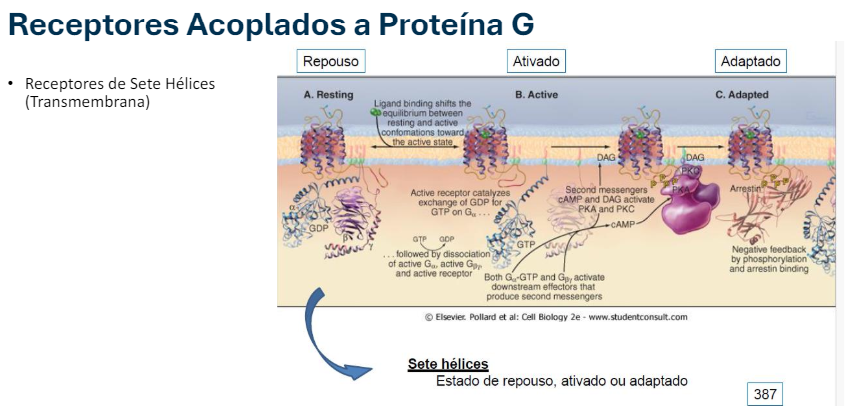 Receptores Acoplados a Proteína G
• Receptores de Sete Hélices
(Transmembrana)
Repouso
Ativado
Adaptado
A. Resting
B. Active
C. Adapted
Ligand binding shifts the
equilibrium between
resting and active
confomations toward
the active state
DAG
DAG
PKC
PKA
Arrestin
α
GDP
β
γ
Active receptor catalyzes
exchange of GDP for
GTP on Gα . . .
GTP GDP
. . . followed by dissociation
of active Gα, active Gβγ,
and active receptor
GTP
Second messengers
cAMP and DAG activate
PKA and PKC
cAMP
Both Gα-GTP and Gβγ activate
downstream effectors that
produce second messengers
Negative feedback
by phosphorylation
and arrestin binding
© Elsevier. Pollard et al: Cell Biology 2e - www.studentconsult.com
Sete hélices
Estado de repouso, ativado ou adaptado
387